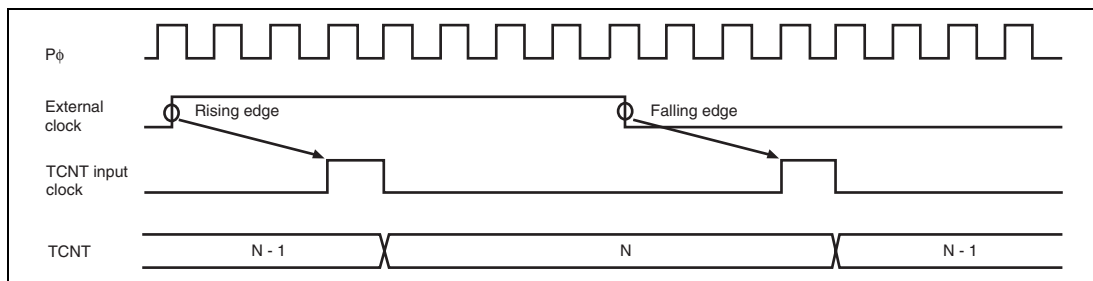 Pφ
External
clock
Rising edge
Falling edge
TCNT input
clock
TCNT
N - 1
N
N - 1